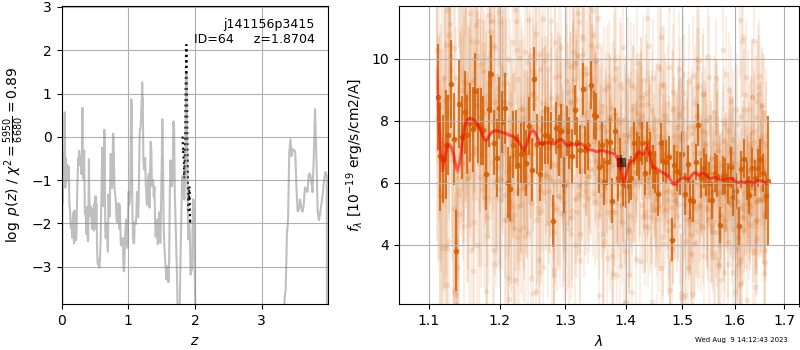 j141156p3415
ID=64 z=1.8704
log p(z) / χ² = 5950/6680 = 0.89
3
2
1
0
−1
−2
−3
0 1 2 3
z
fλ [10⁻¹⁹ erg/s/cm2/A]
10
8
6
4
1.1 1.2 1.3 1.4 1.5 1.6 1.7
λ
Wed Aug 9 14:12:43 2023